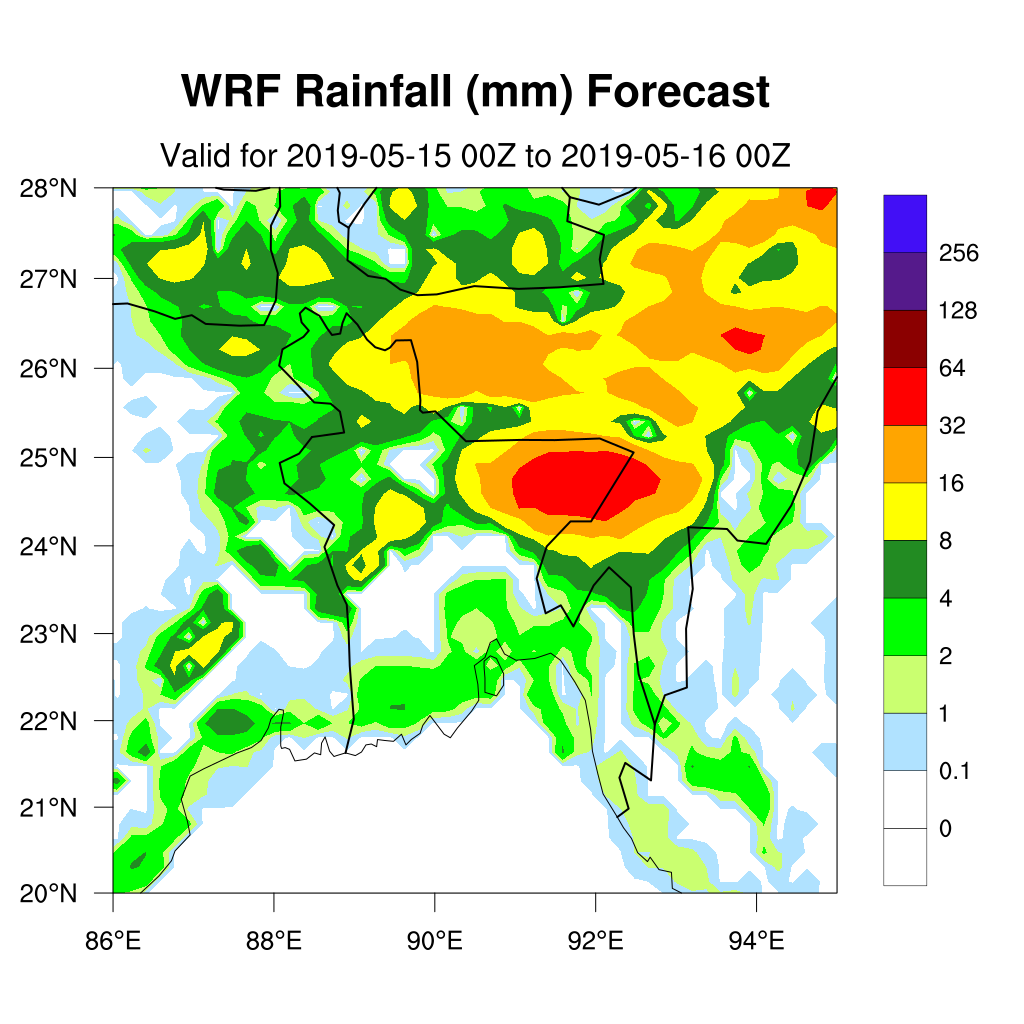 WRF Rainfall (mm) Forecast
Valid for 2019-05-15 00Z to 2019-05-16 00Z
28°N
27°N
26°N
25°N
24°N
23°N
22°N
21°N
20°N
86°E 88°E 90°E 92°E 94°E
256
128
64
32
16
8
4
2
1
0.1
0